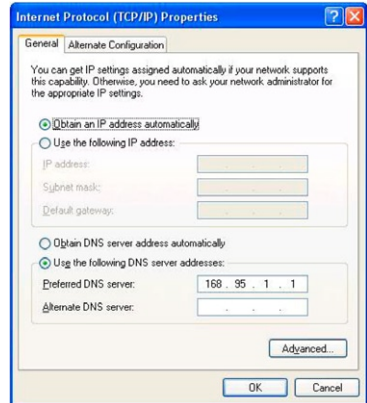 Internet Protocol (TCP/IP) Properties
General Alternate Configuration
You can get IP settings assigned automatically if your network supports
this capability. Otherwise, you need to ask your network administrator for
the appropriate IP settings.
Obtain an IP address automatically
Use the following IP address:
IP address:
Subnet mask:
Default gateway:
Obtain DNS server address automatically
Use the following DNS server addresses:
Preferred DNS server: 168 . 95 . 1 . 1
Alternate DNS server: . . .
Advanced...
OK Cancel